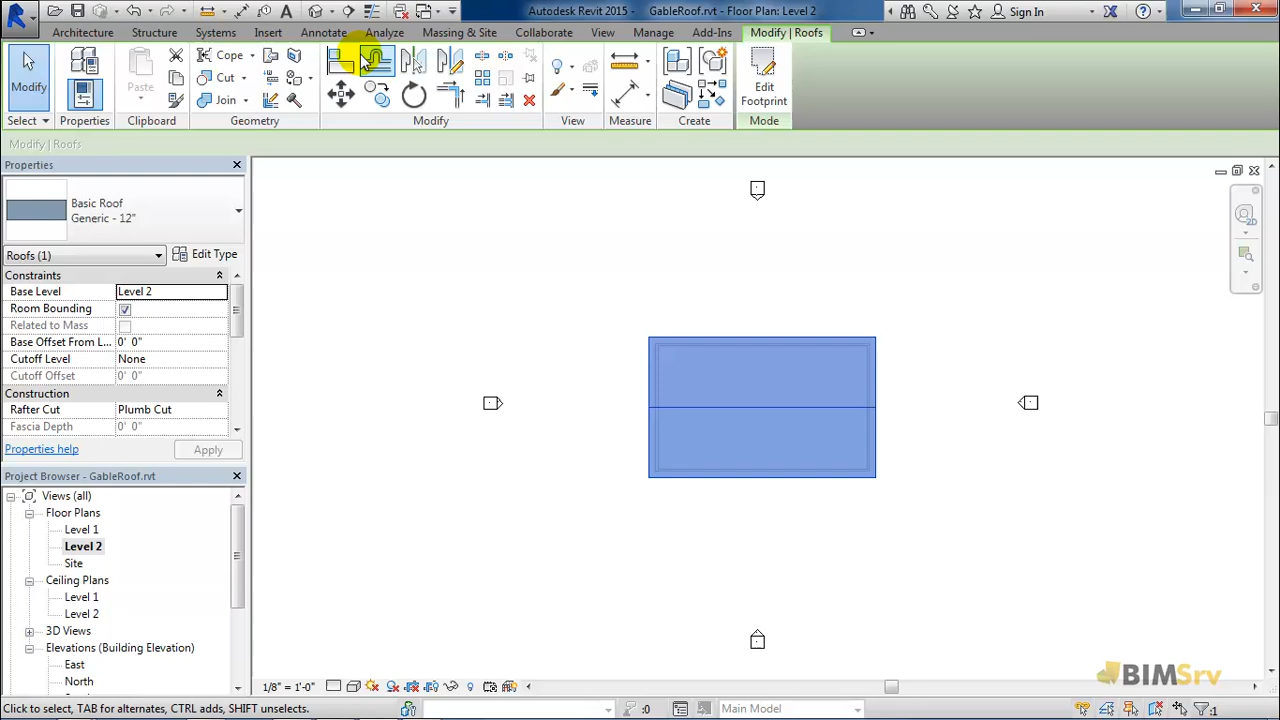 Autodesk Revit 2015 - GableRoof.rvt - Floor Plan: Level 2
Sign In
Architecture Structure Systems Insert Annotate Analyze Massing & Site Collaborate View Manage Add-Ins Modify | Roofs
Modify
Cope
Cut
Join
Paste
Edit
Footprint
Select Properties Clipboard Geometry Modify View Measure Create Mode
Modify | Roofs
Properties
Basic Roof
Generic - 12"
Roofs (1) Edit Type
Constraints
Base Level Level 2
Room Bounding
Related to Mass
Base Offset From L... 0' 0"
Cutoff Level None
Cutoff Offset 0' 0"
Construction
Rafter Cut Plumb Cut
Fascia Depth 0' 0"
Properties help Apply
Project Browser - GableRoof.rvt
Views (all)
Floor Plans
Level 1
Level 2
Site
Ceiling Plans
Level 1
Level 2
3D Views
Elevations (Building Elevation)
East
North
2D
1/8" = 1'-0"
BIMSrv
Click to select, TAB for alternates, CTRL adds, SHIFT unselects. :0 Main Model :1